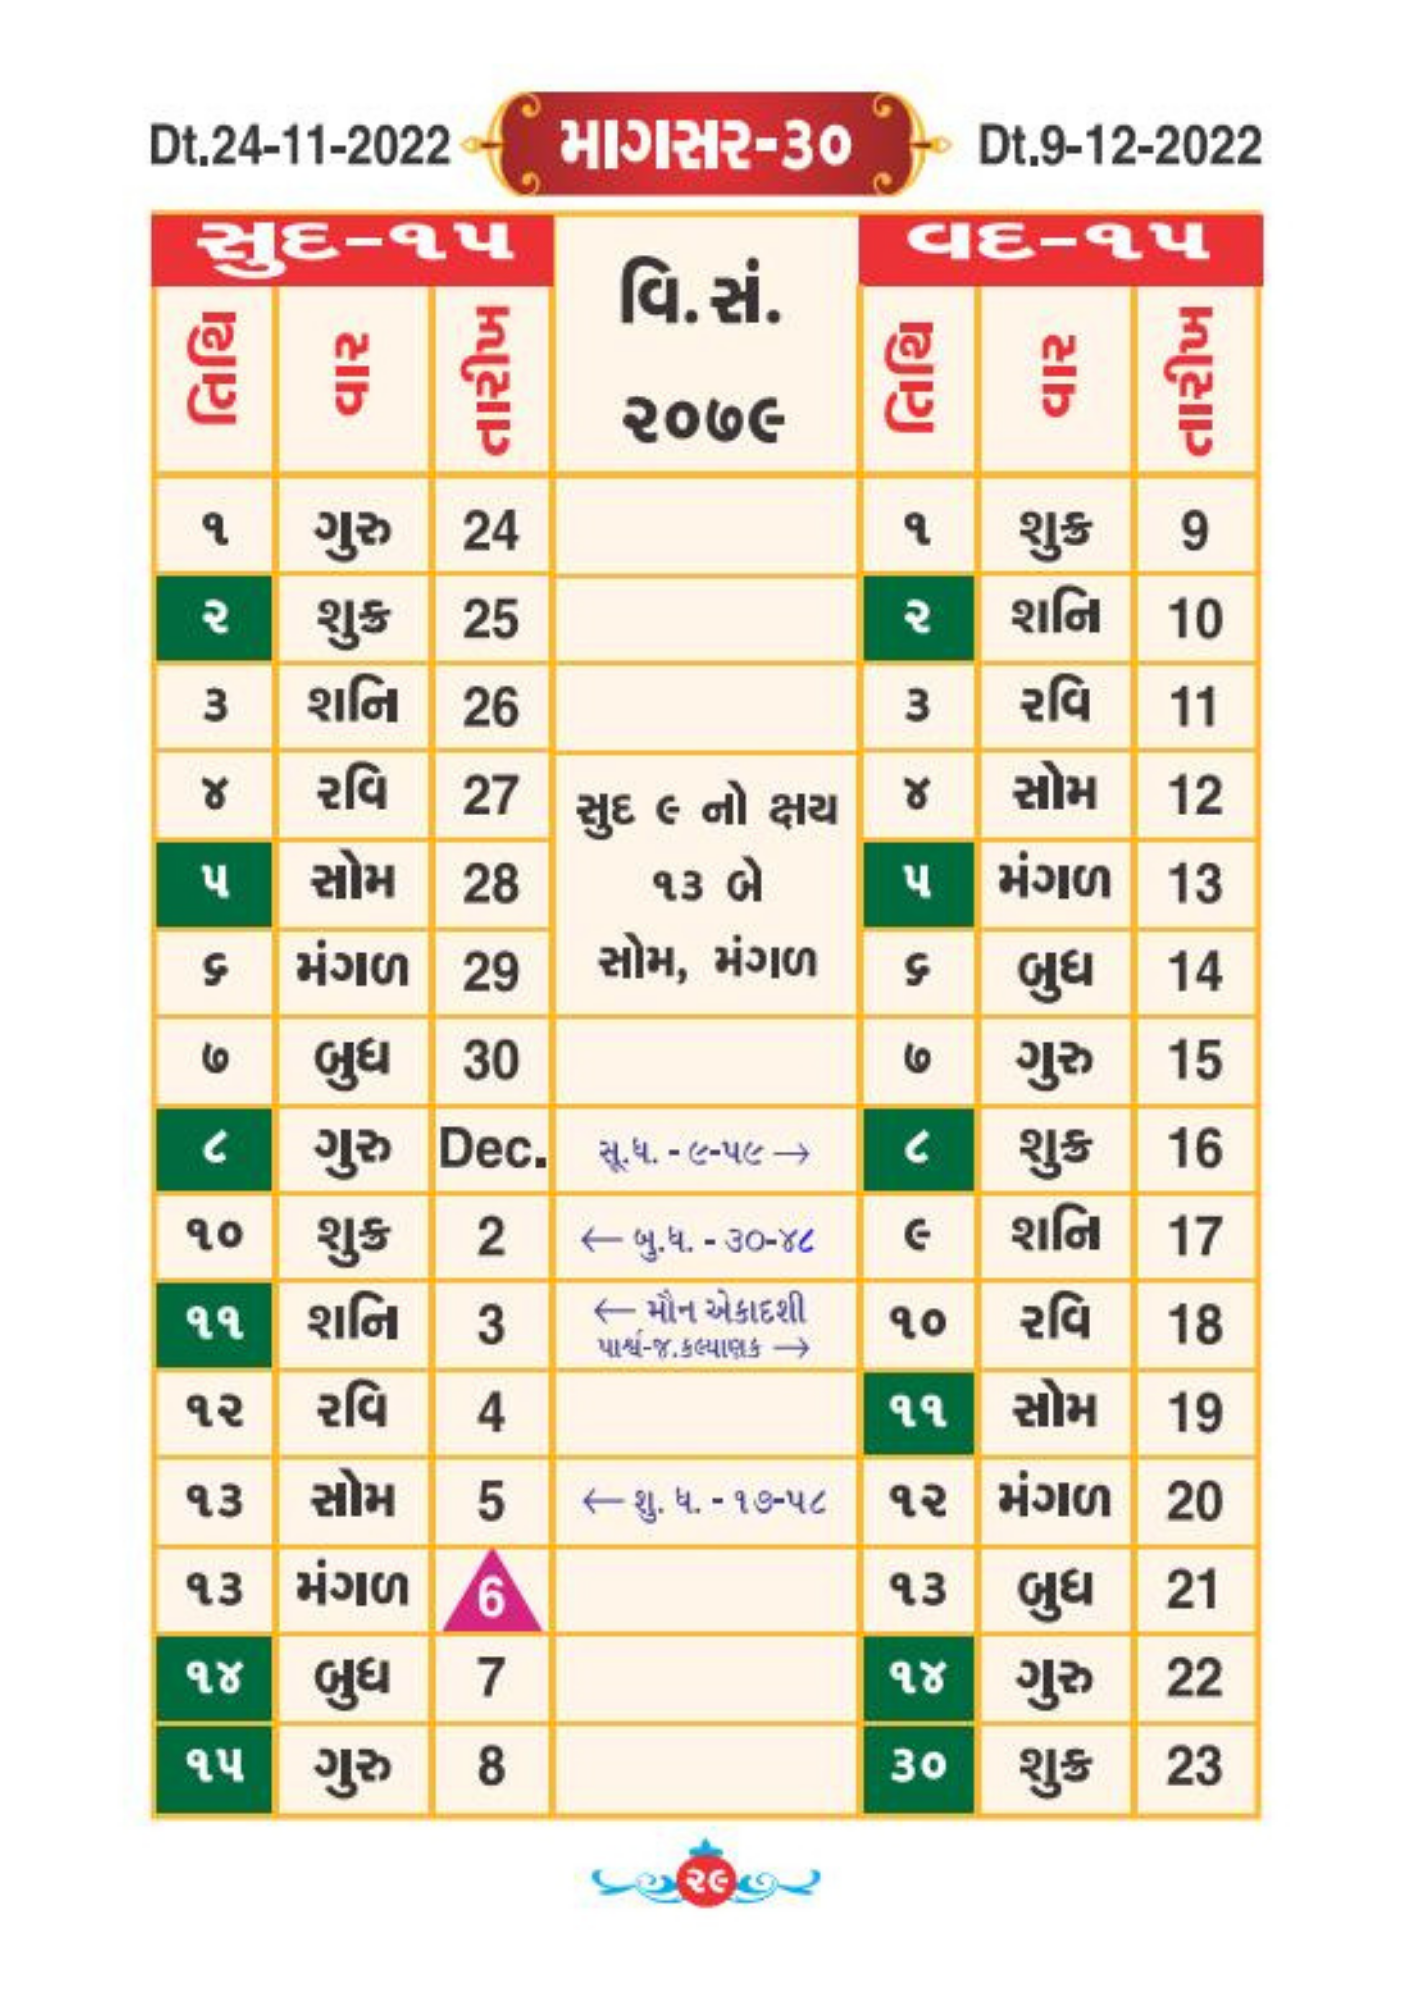 Dt.24-11-2022 માગસર-૩૦ Dt.9-12-2022
સુદ-૧૫ વિ. સં. ૨૦૭૯ વદ-૧૫
તિથિ વાર તારીખ તિથિ વાર તારીખ
૧ ગુરુ 24 ૧ શુક્ર 9
૨ શુક્ર 25 ૨ શનિ 10
૩ શનિ 26 ૩ રવિ 11
૪ રવિ 27 સુદ ૯ નો ક્ષય ૪ સોમ 12
૫ સોમ 28 ૧૩ બે ૫ મંગળ 13
૬ મંગળ 29 સોમ, મંગળ ૬ બુધ 14
૭ બુધ 30 ૭ ગુરુ 15
૮ ગુરુ Dec. સૂ.ધ. - ૯-૫૯ → ૮ શુક્ર 16
૧૦ શુક્ર 2 ← બુ.ધ. - ૩૦-૪૮ ૯ શનિ 17
૧૧ શનિ 3 ← મૌન એકાદશી પાર્શ્વ-જ.કલ્યાણક → ૧૦ રવિ 18
૧૨ રવિ 4 ૧૧ સોમ 19
૧૩ સોમ 5 ← શુ. ધ. - ૧૭-૫૮ ૧૨ મંગળ 20
૧૩ મંગળ 6 ૧૩ બુધ 21
૧૪ બુધ 7 ૧૪ ગુરુ 22
૧૫ ગુરુ 8 ૩૦ શુક્ર 23
૨૯